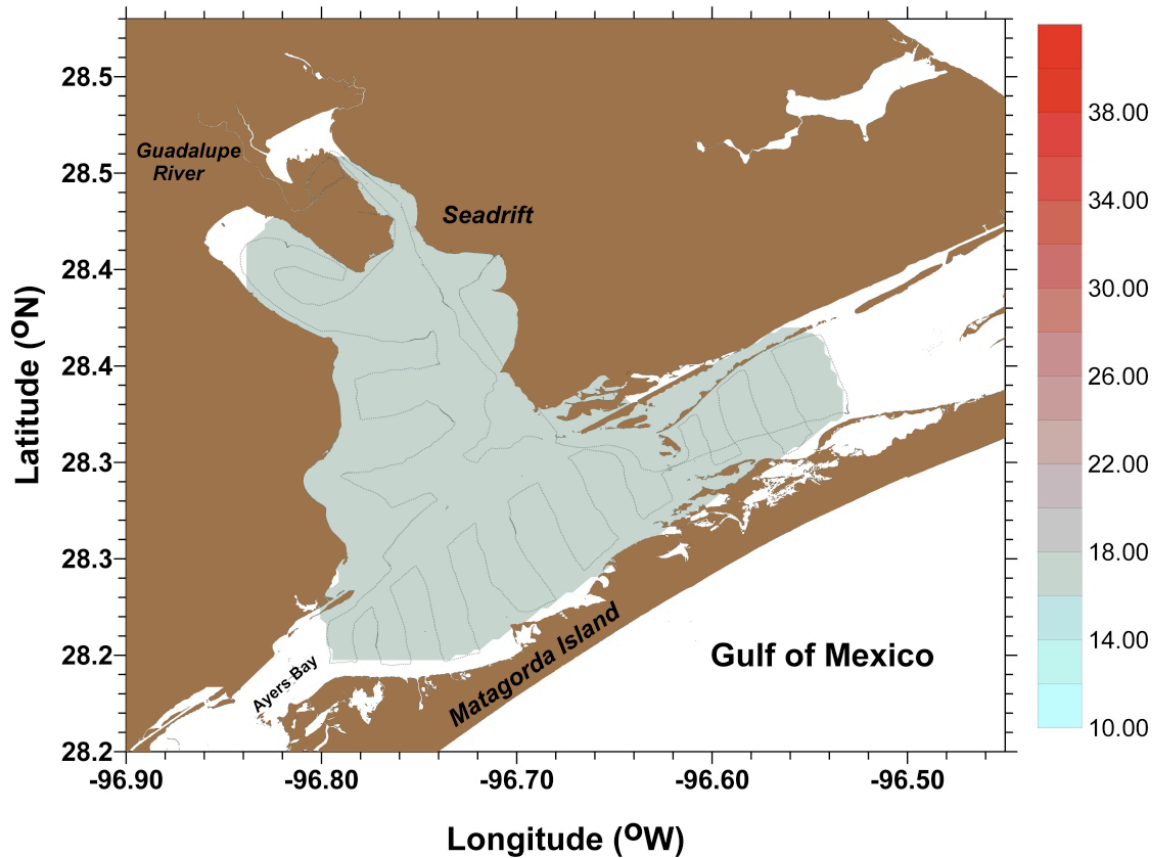 28.5
28.5
28.4
28.4
28.3
28.3
28.2
28.2
Latitude (ᴼN)
-96.90
-96.80
-96.70
-96.60
-96.50
Longitude (ᴼW)
Guadalupe
River
Seadrift
Ayers Bay
Matagorda Island
Gulf of Mexico
38.00
34.00
30.00
26.00
22.00
18.00
14.00
10.00